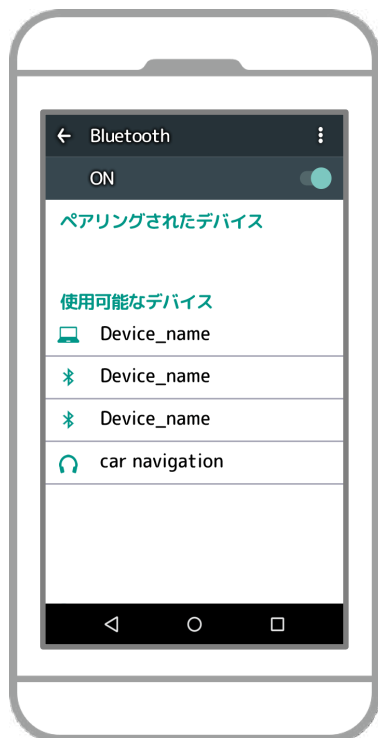 Bluetooth
ON
ペアリングされたデバイス
使用可能なデバイス
Device_name
Device_name
Device_name
car navigation